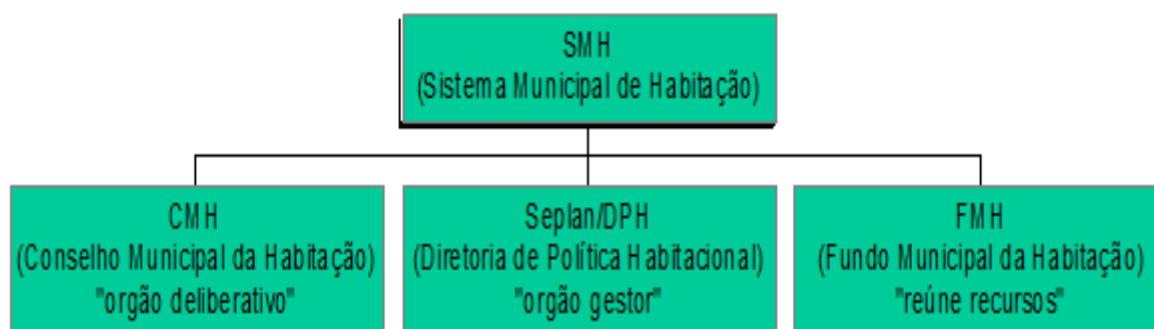 SMH
(Sistema Municipal de Habitação)
CMH
(Conselho Municipal da Habitação)
"orgão deliberativo"
Seplan/DPH
(Diretoria de Política Habitacional)
"orgão gestor"
FMH
(Fundo Municipal da Habitação)
"reúne recursos"